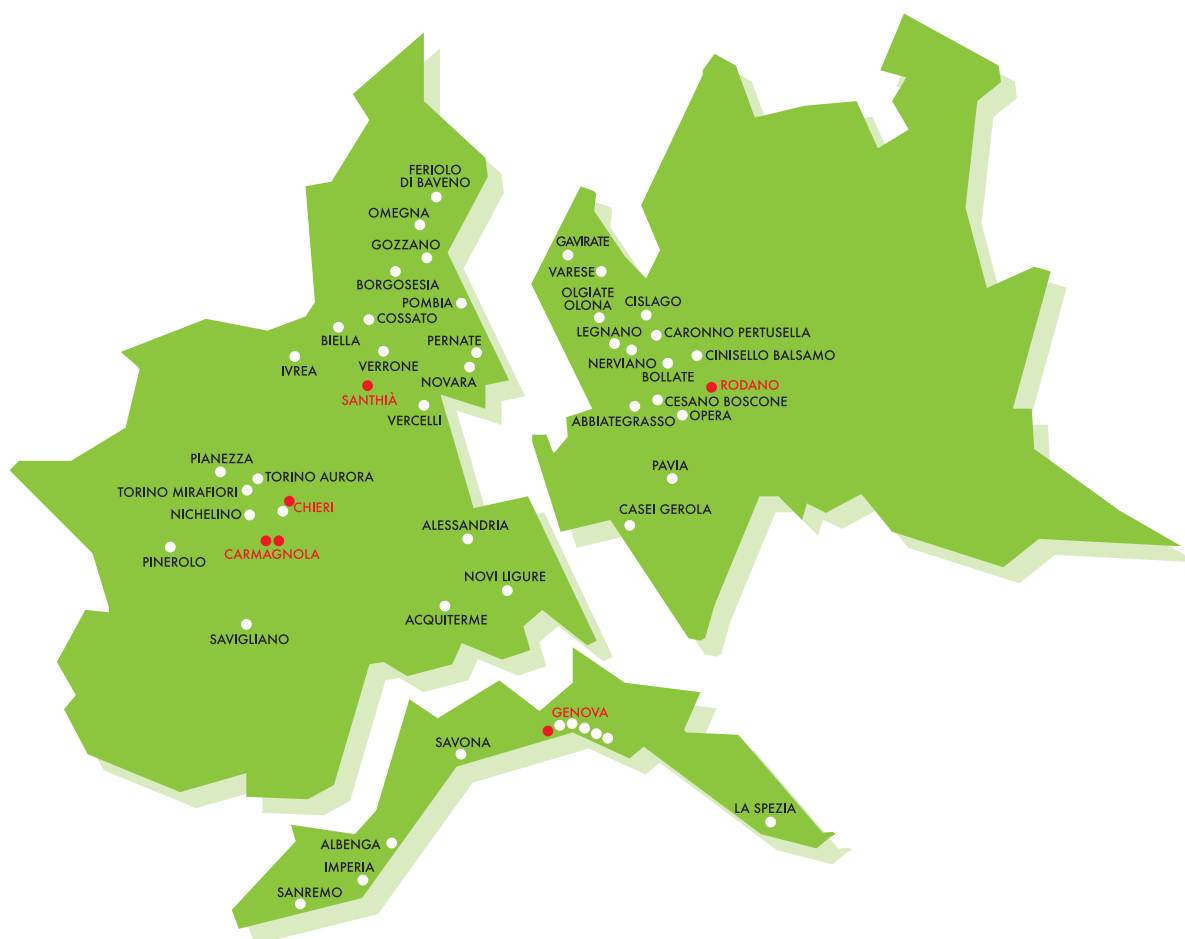 FERIOLO
DI BAVENO
OMEGNA
GOZZANO
BORGOSESIA
POMBIA
COSSATO
BIELLA
PERNATE
VERRONE
IVREA
NOVARA
SANTHIÀ
VERCELLI
PIANEZZA
TORINO AURORA
TORINO MIRAFIORI
CHIERI
NICHELINO
ALESSANDRIA
CARMAGNOLA
PINEROLO
NOVI LIGURE
ACQUITERME
SAVIGLIANO
GAVIRATE
VARESE
OLGIATE
OLONA
CISLAGO
LEGNANO
CARONNO PERTUSELLA
NERVIANO
CINISELLO BALSAMO
BOLLATE
RODANO
CESANO BOSCONE
ABBIATEGRASSO
OPERA
PAVIA
CASEI GEROLA
GENOVA
SAVONA
LA SPEZIA
ALBENGA
IMPERIA
SANREMO